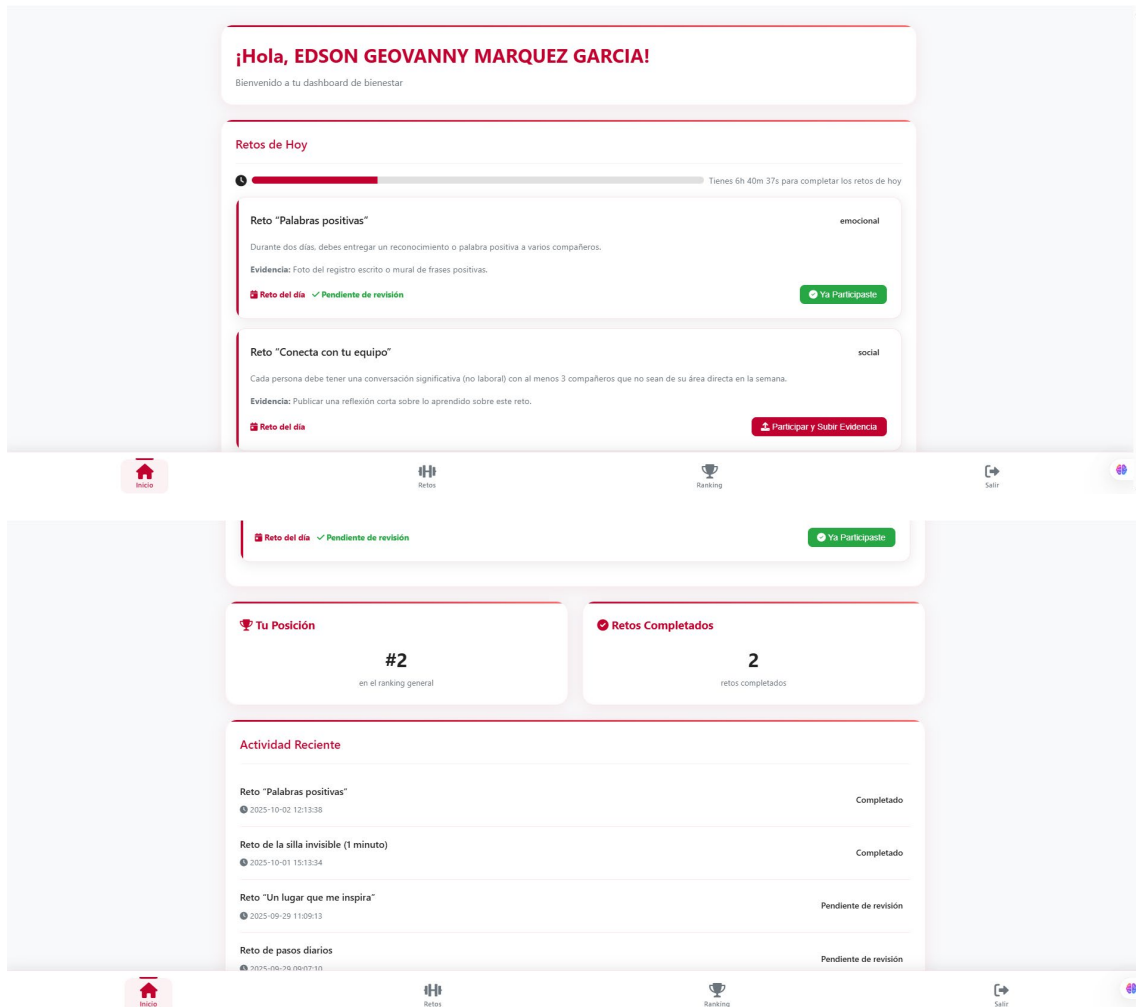 ¡Hola, EDSON GEOVANNY MARQUEZ GARCIA!
Bienvenido a tu dashboard de bienestar
Retos de Hoy
Tienes 6h 40m 37s para completar los retos de hoy
Reto “Palabras positivas”
emocional
Durante dos días, debes entregar un reconocimiento o palabra positiva a varios compañeros.
Evidencia: Foto del registro escrito o mural de frases positivas.
Reto del día Pendiente de revisión
Ya Participaste
Reto “Conecta con tu equipo”
social
Cada persona debe tener una conversación significativa (no laboral) con al menos 3 compañeros que no sean de su área directa en la semana.
Evidencia: Publicar una reflexión corta sobre lo aprendido sobre este reto.
Reto del día
Participar y Subir Evidencia
Inicio
Retos
Ranking
Salir
Reto del día Pendiente de revisión
Ya Participaste
Tu Posición
#2
en el ranking general
Retos Completados
2
retos completados
Actividad Reciente
Reto “Palabras positivas”
2025-10-02 12:13:38
Completado
Reto de la silla invisible (1 minuto)
2025-10-01 15:13:34
Completado
Reto “Un lugar que me inspira”
2025-09-29 11:09:13
Pendiente de revisión
Reto de pasos diarios
2025-09-29 09:07:10
Pendiente de revisión
Inicio
Retos
Ranking
Salir